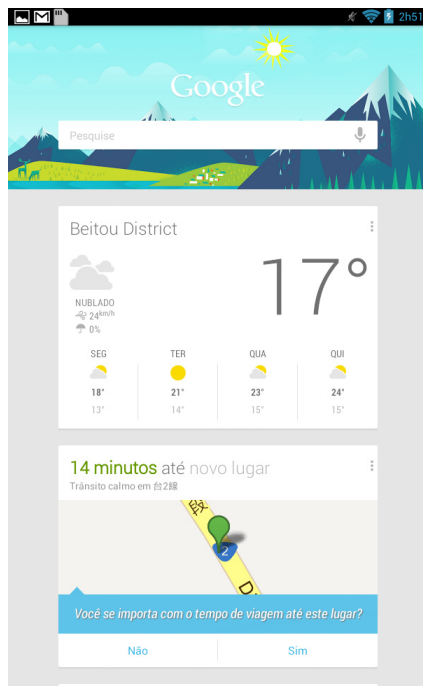 2h51
Google
Pesquise
Beitou District
17°
NUBLADO
24km/h
0%
SEG TER QUA QUI
18° 21° 23° 24°
13° 14° 15° 15°
14 minutos até novo lugar
Trânsito calmo em 台2線
段
2
D
Você se importa com o tempo de viagem até este lugar?
Não Sim